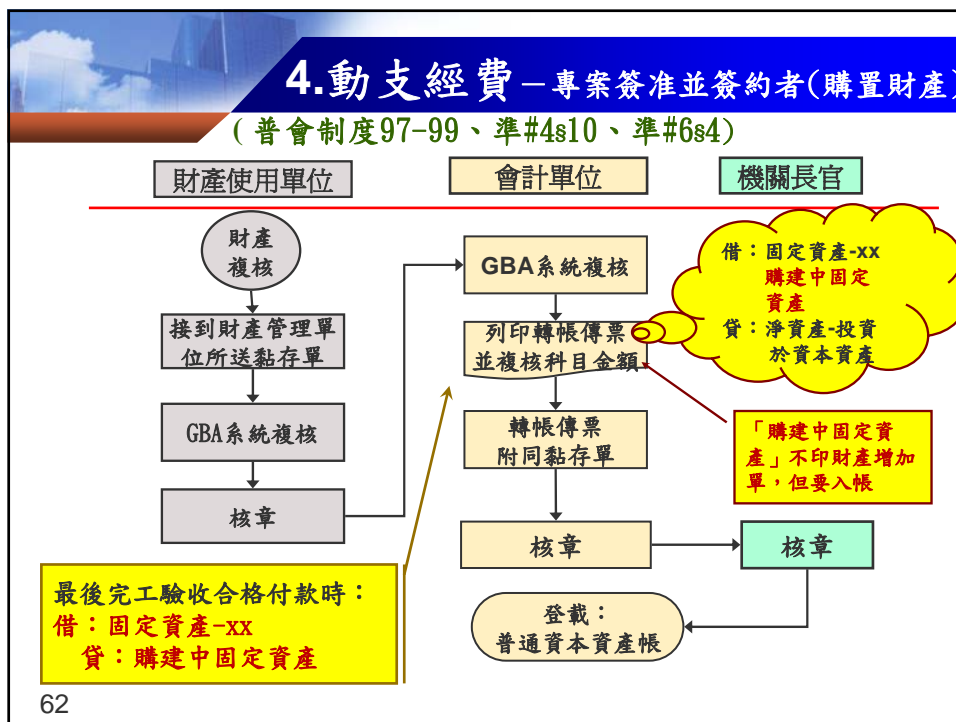 4.動支經費－專案簽准並簽約者(購置財產)
(普會制度97-99、準#4§10、準#6§4)
財產使用單位
會計單位
機關長官
財產
複核
接到財產管理單
位所送黏存單
GBA系統複核
核章
GBA系統複核
列印轉帳傳票
並複核科目金額
轉帳傳票
附同黏存單
核章
核章
登載：
普通資本資產帳
借：固定資產-xx
購建中固定
資產
貸：淨資產-投資
於資本資產
「購建中固定資
產」不印財產增加
單，但要入帳
最後完工驗收合格付款時：
借：固定資產-xx
貸：購建中固定資產
62